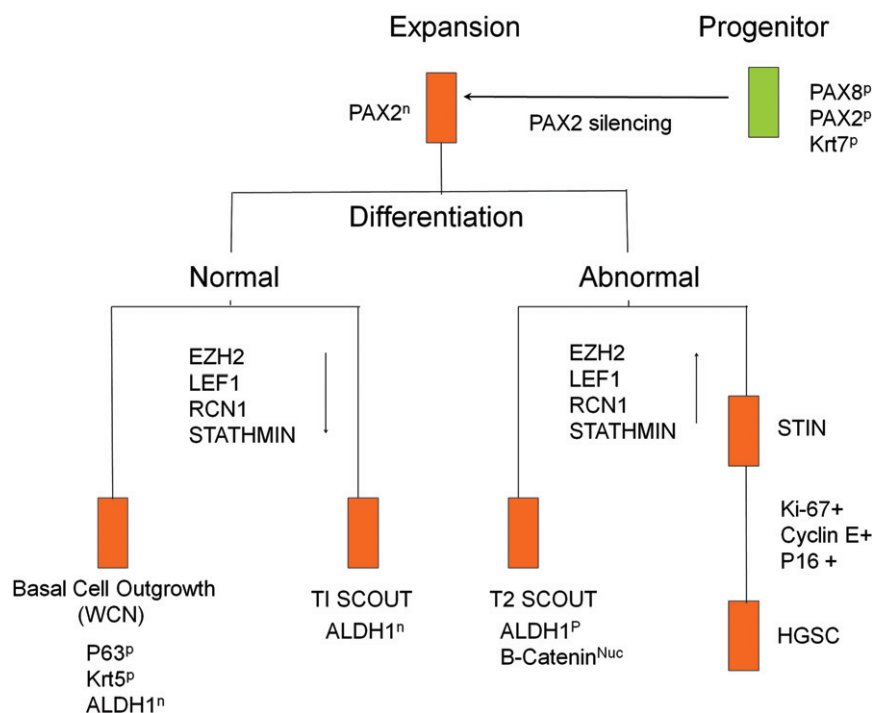 Expansion
Progenitor
PAX2ⁿ
PAX2 silencing
PAX8ᵖ
PAX2ᵖ
Krt7ᵖ
Differentiation
Normal
Abnormal
EZH2
LEF1
RCN1
STATHMIN
EZH2
LEF1
RCN1
STATHMIN
STIN
Ki-67+
Cyclin E+
P16 +
HGSC
Basal Cell Outgrowth
(WCN)
P63ᵖ
Krt5ᵖ
ALDH1ⁿ
TI SCOUT
ALDH1ⁿ
T2 SCOUT
ALDH1ᴾ
B-Cateninᴺᵘᶜ